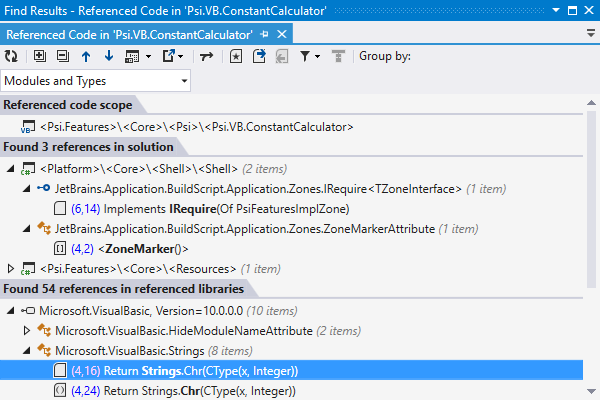 Find Results - Referenced Code in 'Psi.VB.ConstantCalculator'
Referenced Code in 'Psi.VB.ConstantCalculator'
Group by:
Modules and Types
Referenced code scope
VB <Psi.Features>\<Core>\<Psi>\<Psi.VB.ConstantCalculator>
Found 3 references in solution
C# <Platform>\<Core>\<Shell>\<Shell> (2 items)
JetBrains.Application.BuildScript.Application.Zones.IRequire<TZoneInterface> (1 item)
(6,14) Implements IRequire(Of PsiFeaturesImplZone)
JetBrains.Application.BuildScript.Application.Zones.ZoneMarkerAttribute (1 item)
(4,2) <ZoneMarker()>
C# <Psi.Features>\<Core>\<Resources> (1 item)
Found 54 references in referenced libraries
Microsoft.VisualBasic, Version=10.0.0.0 (10 items)
Microsoft.VisualBasic.HideModuleNameAttribute (2 items)
Microsoft.VisualBasic.Strings (8 items)
(4,16) Return Strings.Chr(CType(x, Integer))
(4,24) Return Strings.Chr(CType(x, Integer))